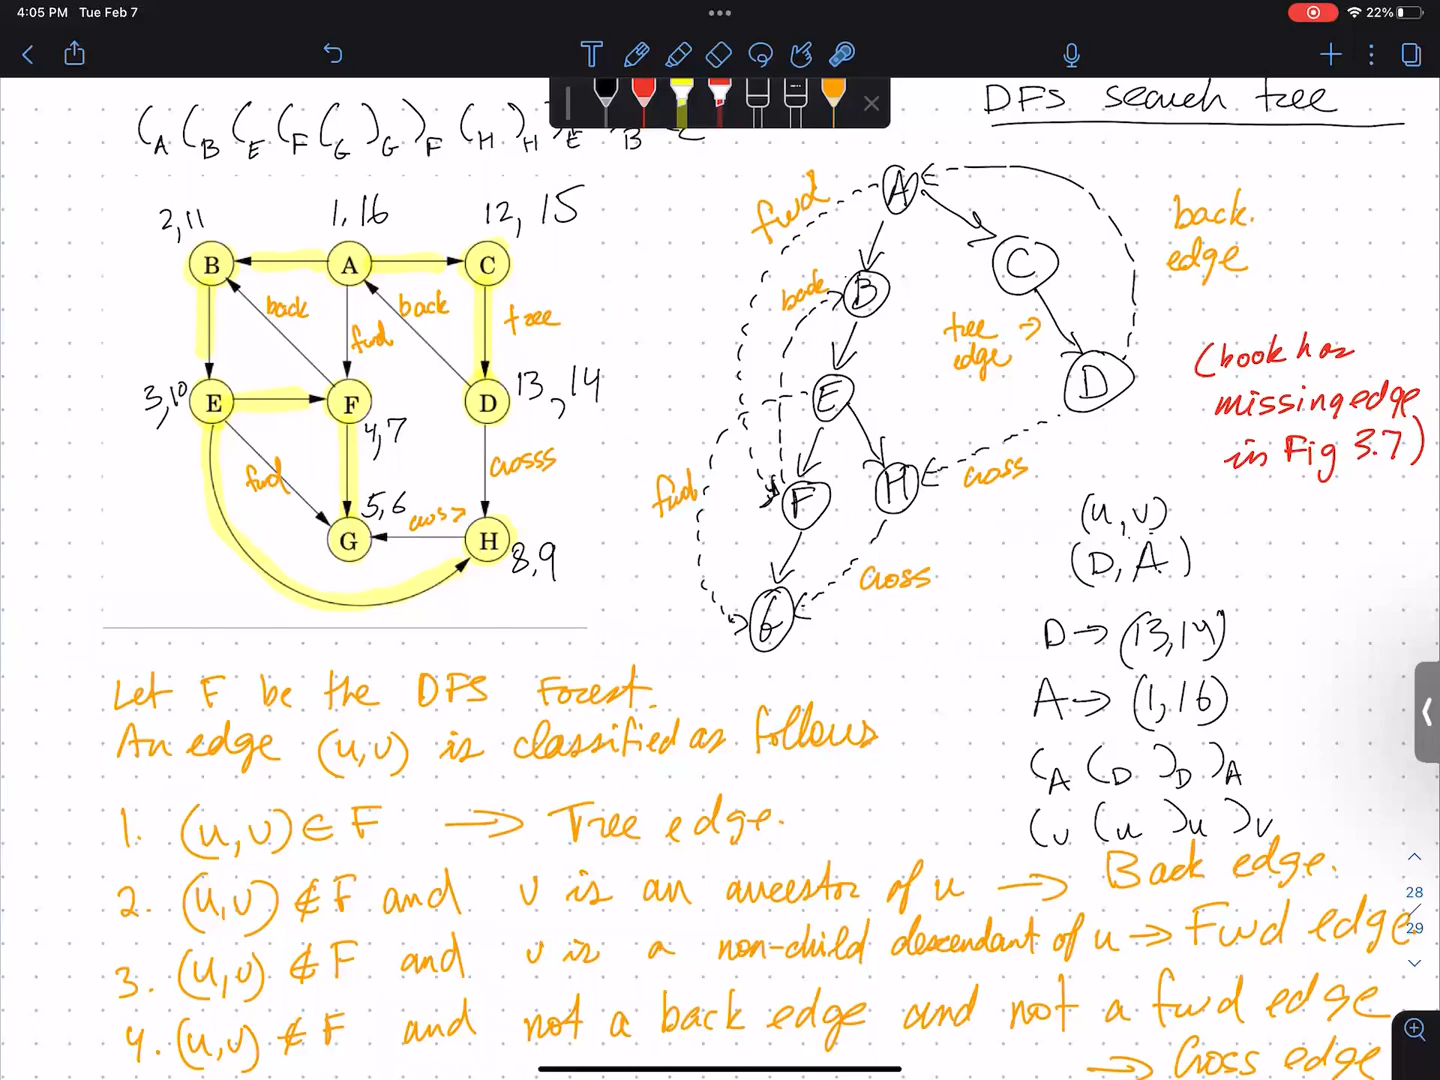 4:05 PM Tue Feb 7
22%
DFS search tree
(A (B (E (F (G )G )F (H )H )E B C
2,11
1,16
12, 15
B
A
C
back
back
tree
fwd
3,10
E
F
D
13, 14
4,7
fwd
crosss
5,6
G
cross
H
8,9
fwd
A
back edge
C
back
B
tree edge
E
D
(book has missing edge in Fig 3.7)
fwd
F
H
cross
(u,v)
(D,A)
cross
G
D → (13,14)
A → (1,16)
(A (D )D )A
(v (u )u )v
Let F be the DFS Forest.
An edge (u,v) is classified as follows
1. (u,v) ∈ F → Tree edge.
2. (u,v) ∉ F and v is an ancestor of u → Back edge.
3. (u,v) ∉ F and v is a non-child descendant of u → Fwd edge
4. (u,v) ∉ F and not a back edge and not a fwd edge
→ Cross edge
28
29